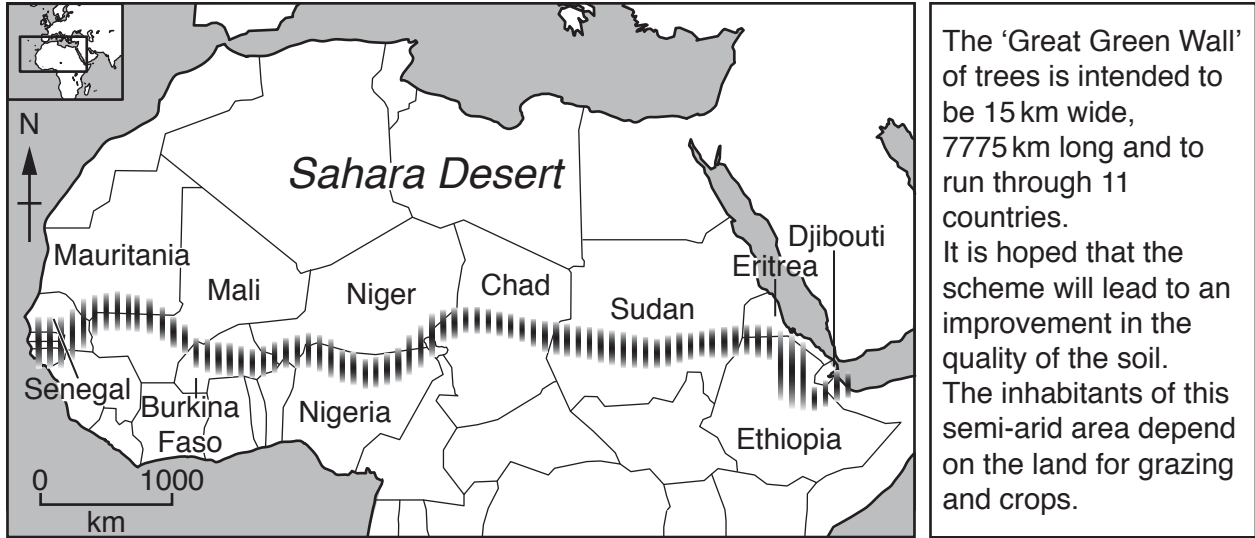 N
Sahara Desert
Mauritania
Mali
Niger
Chad
Sudan
Eritrea
Djibouti
Senegal
Burkina
Faso
Nigeria
Ethiopia
0 1000
km
The ‘Great Green Wall’
of trees is intended to
be 15 km wide,
7775 km long and to
run through 11
countries.
It is hoped that the
scheme will lead to an
improvement in the
quality of the soil.
The inhabitants of this
semi-arid area depend
on the land for grazing
and crops.